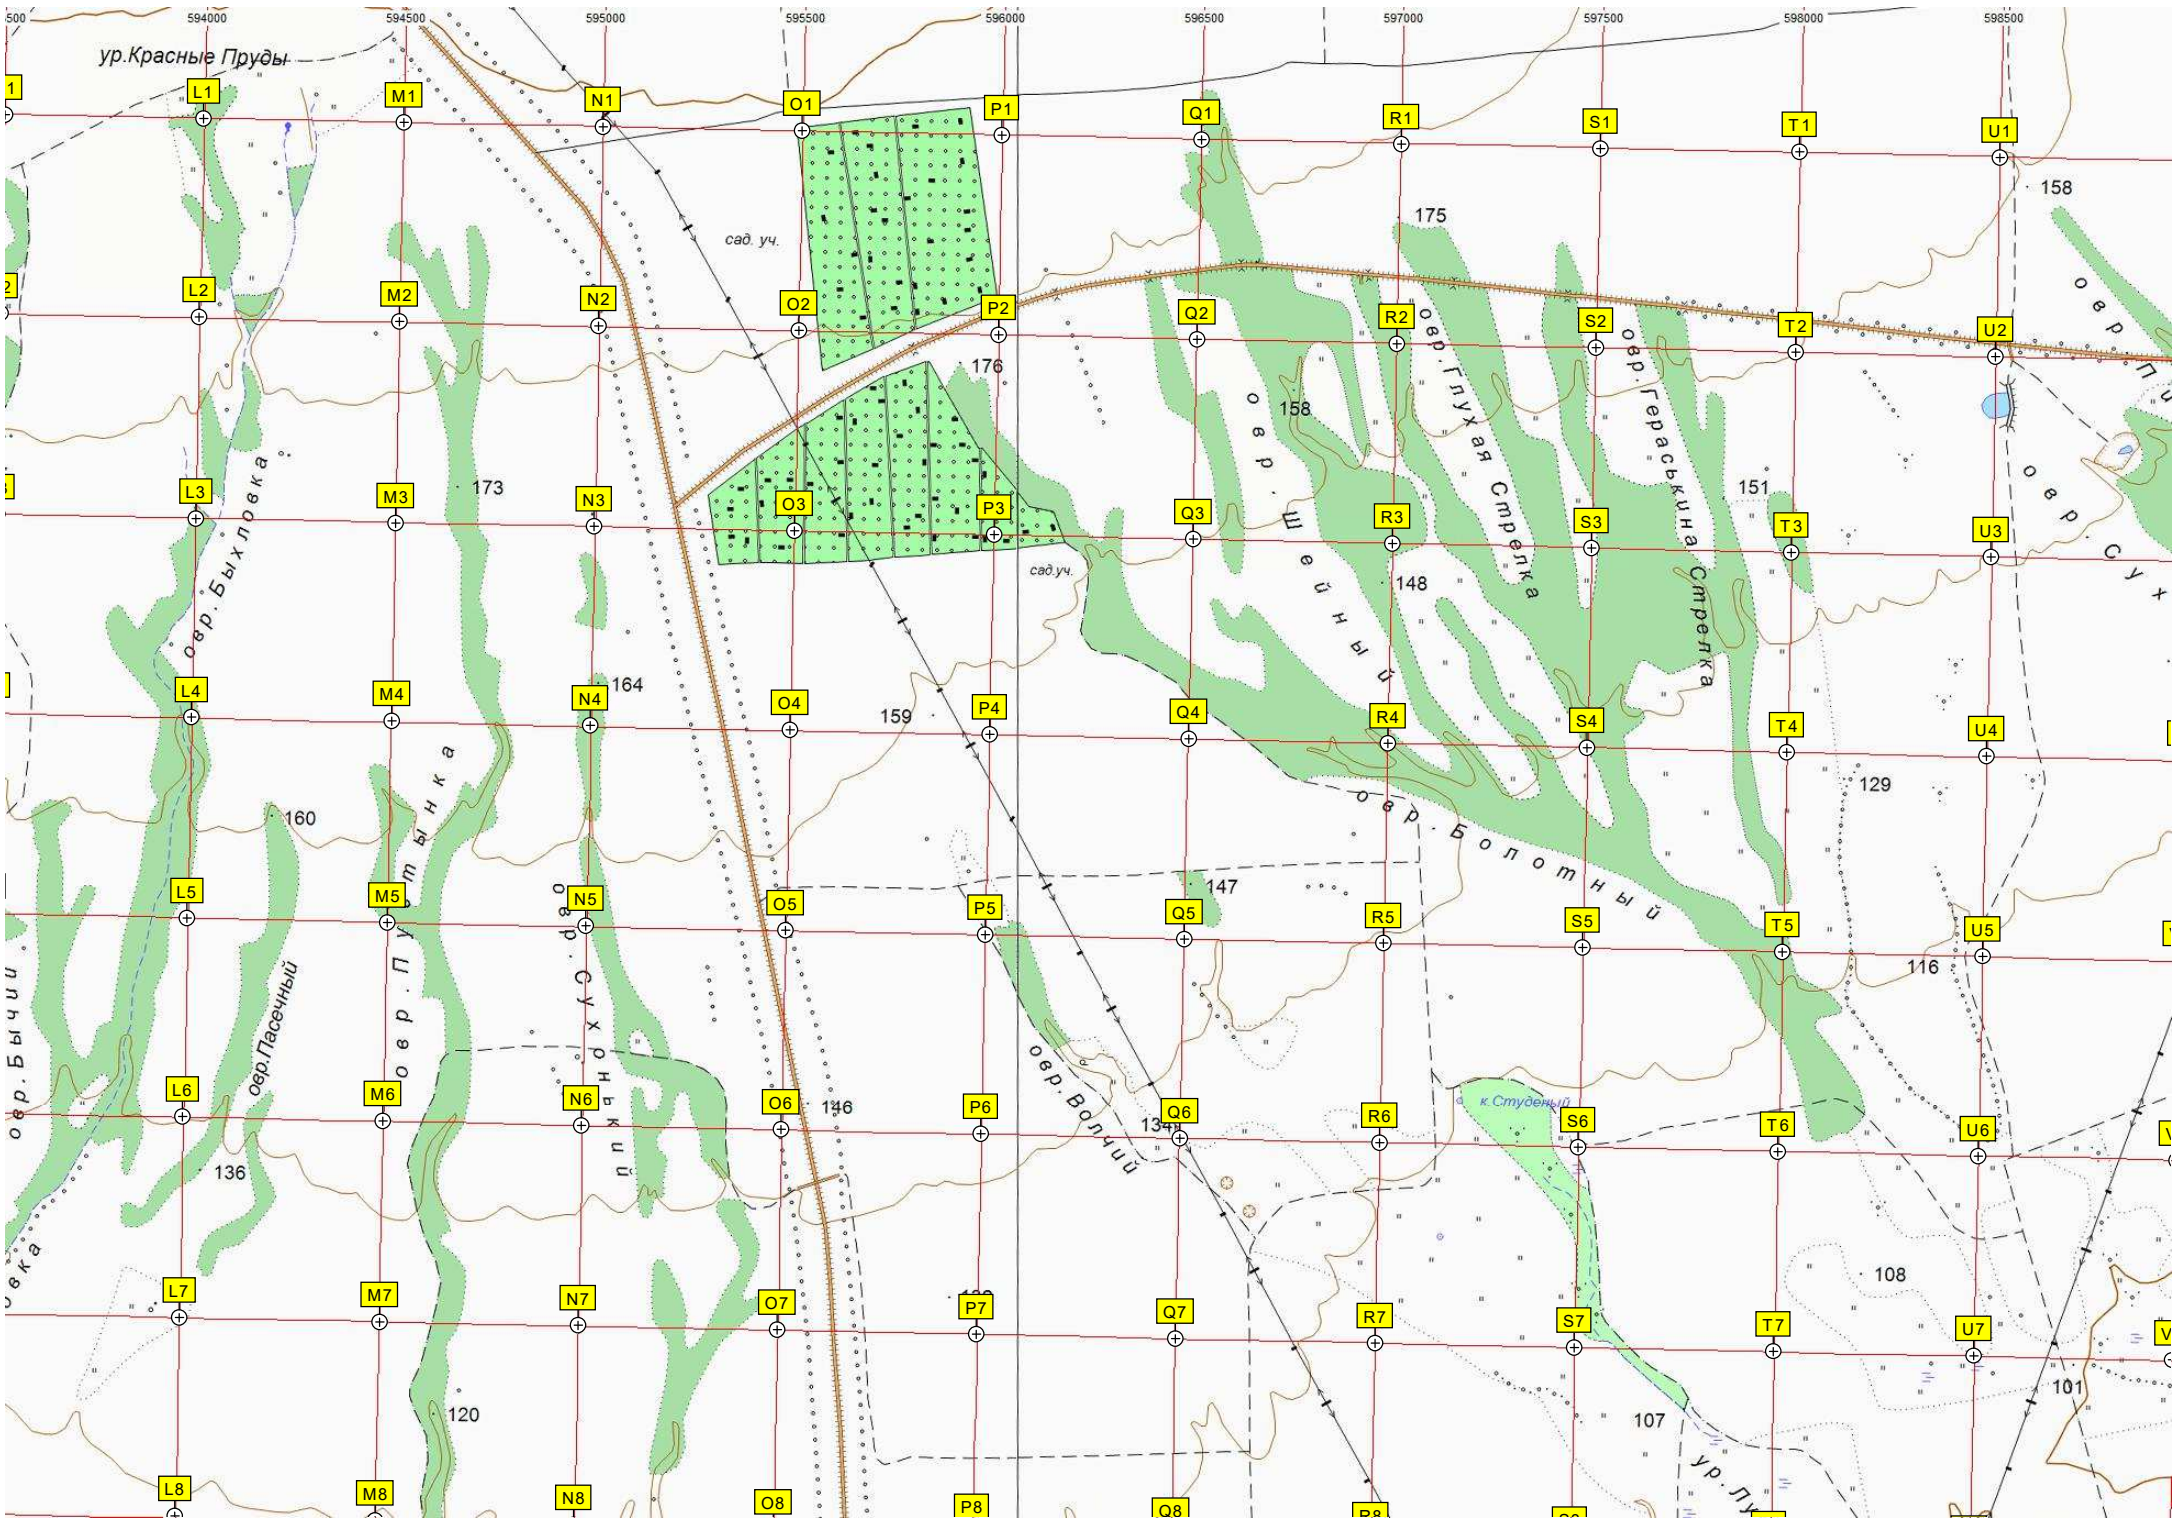 594000 594500 595000 595500 596000 596500 597000 597500 598000 598500
ур.Красные Пруды
L1 M1 N1 O1 P1 Q1 R1 S1 T1 U1
158
175
сад. уч.
L2 M2 N2 O2 P2 Q2 R2 S2 T2 U2
176
158
овр. Глухая Стрелка
овр. Гераськина Стрелка
овр. Шейный
овр. Быхловка
173
151
L3 M3 N3 O3 P3 Q3 R3 S3 T3 U3
сад.уч.
148
164
159
L4 M4 N4 O4 P4 Q4 R4 S4 T4 U4
129
160
овр. Болотный
147
L5 M5 N5 O5 P5 Q5 R5 S5 T5 U5
116
овр. Бычий
овр.Пасечный
овр. Сухонький
овр. Волчий
к.Студеный
L6 M6 N6 O6 P6 Q6 R6 S6 T6 U6
146
134
136
108
L7 M7 N7 O7 P7 Q7 R7 S7 T7 U7
101
120
107
L8 M8 N8 O8 P8 Q8 R8